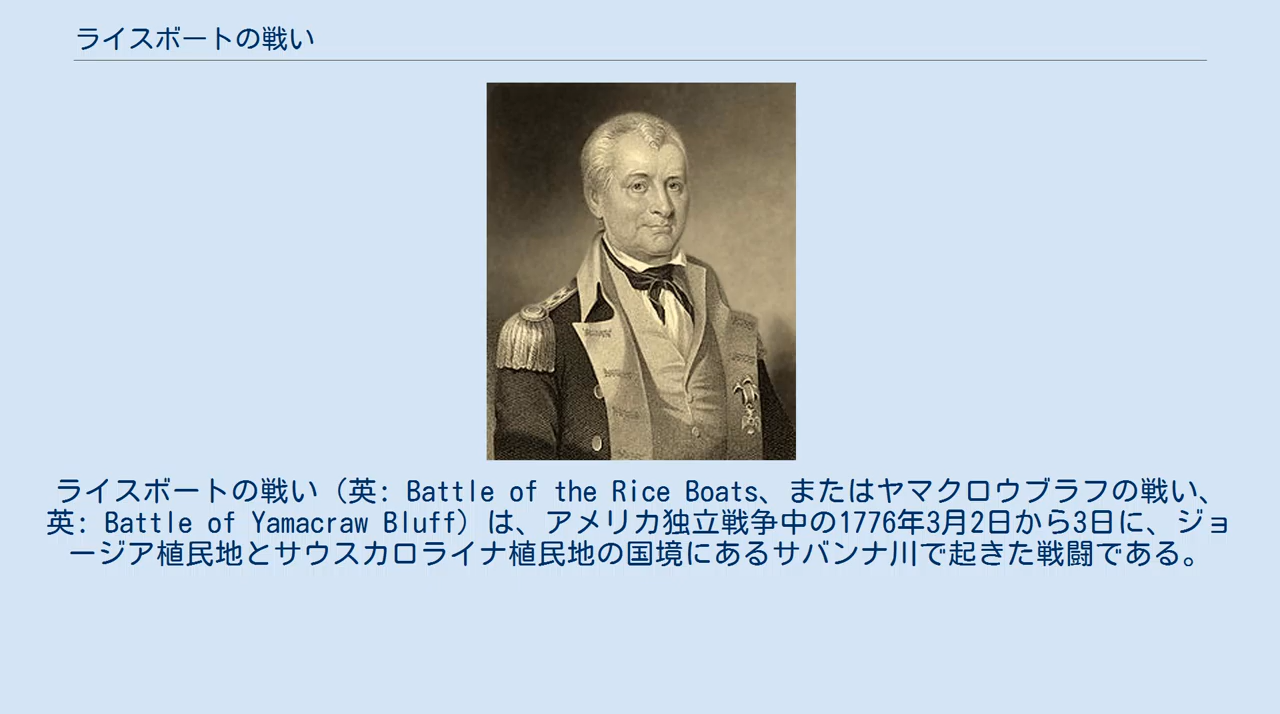 ライスボートの戦い
ライスボートの戦い（英: Battle of the Rice Boats、またはヤマクロウブラフの戦い、
英: Battle of Yamacraw Bluff）は、アメリカ独立戦争中の1776年3月2日から3日に、ジョ
ージア植民地とサウスカロライナ植民地の国境にあるサバンナ川で起きた戦闘である。